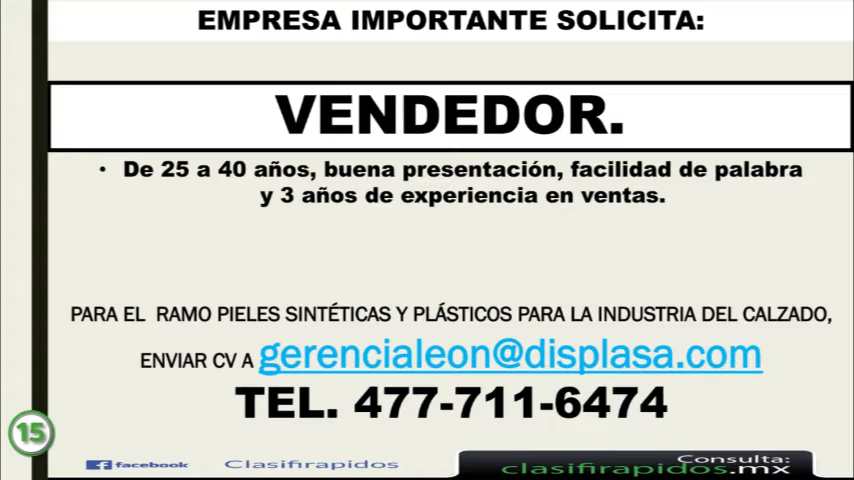 EMPRESA IMPORTANTE SOLICITA:
VENDEDOR.
• De 25 a 40 años, buena presentación, facilidad de palabra
y 3 años de experiencia en ventas.
PARA EL RAMO PIELES SINTÉTICAS Y PLÁSTICOS PARA LA INDUSTRIA DEL CALZADO,
ENVIAR CV A gerencialeon@displasa.com
TEL. 477-711-6474
15
facebook Clasifirapidos
Consulta:
clasifirapidos.mx